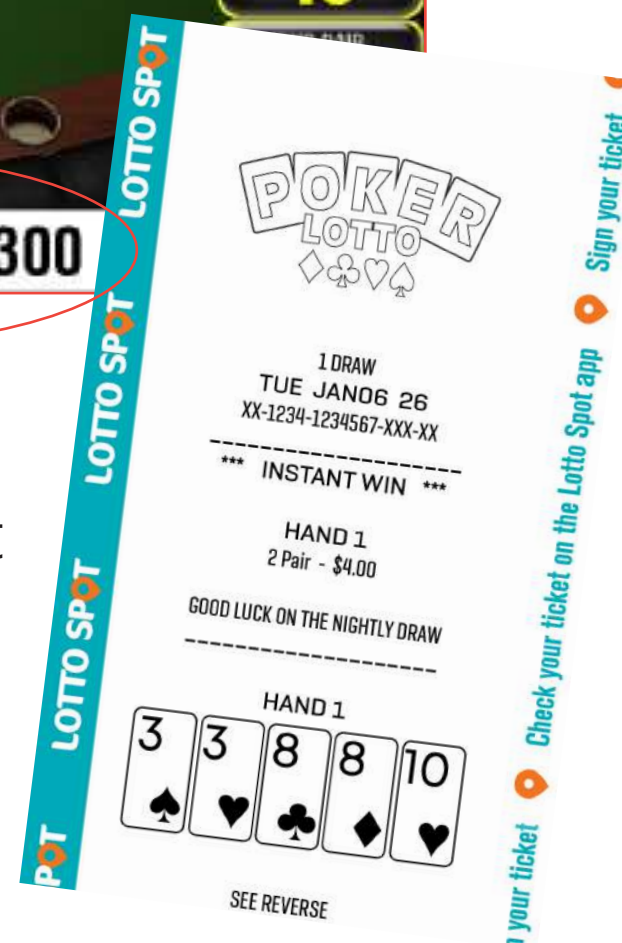 300
POKER
LOTTO
1 DRAW
TUE JAN06 26
XX-1234-1234567-XXX-XX
--------------------
*** INSTANT WIN ***
HAND 1
2 Pair - $4.00
GOOD LUCK ON THE NIGHTLY DRAW
--------------------
HAND 1
3 3 8 8 10
SEE REVERSE
LOTTO SPOT
LOTTO SPOT
LOTTO SPOT
POT
Sign your ticket
Check your ticket on the Lotto Spot app
your ticket